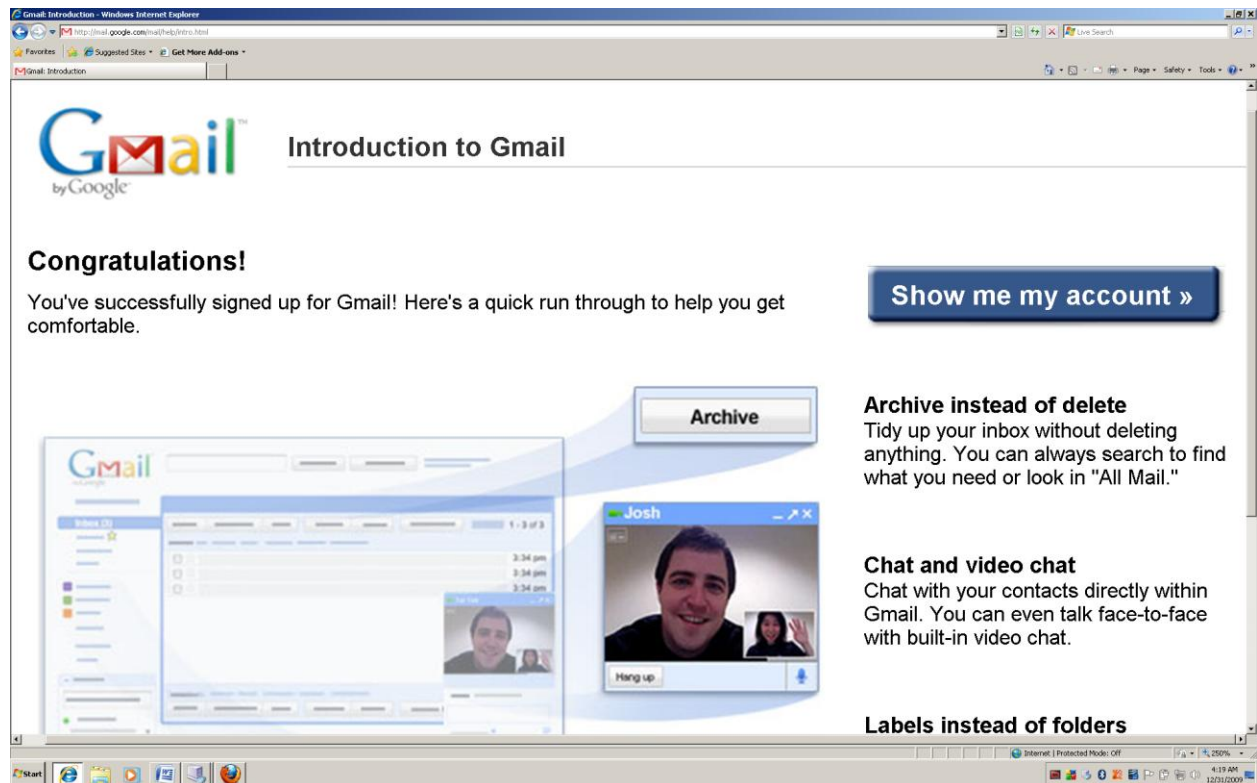 Gmail: Introduction - Windows Internet Explorer
http://mail.google.com/mail/help/intro.html
Live Search
Favorites Suggested Sites Get More Add-ons
Gmail: Introduction
Page Safety Tools
Gmail™
by Google
Introduction to Gmail
Congratulations!
You've successfully signed up for Gmail! Here's a quick run through to help you get
comfortable.
Show me my account »
Archive
Archive instead of delete
Tidy up your inbox without deleting
anything. You can always search to find
what you need or look in "All Mail."
Gmail
Inbox (3)
1 - 3 of 3
3:34 pm
3:34 pm
3:34 pm
Josh
Hang up
Chat and video chat
Chat with your contacts directly within
Gmail. You can even talk face-to-face
with built-in video chat.
Labels instead of folders
Internet | Protected Mode: Off
250%
Start
4:19 AM
12/31/2009